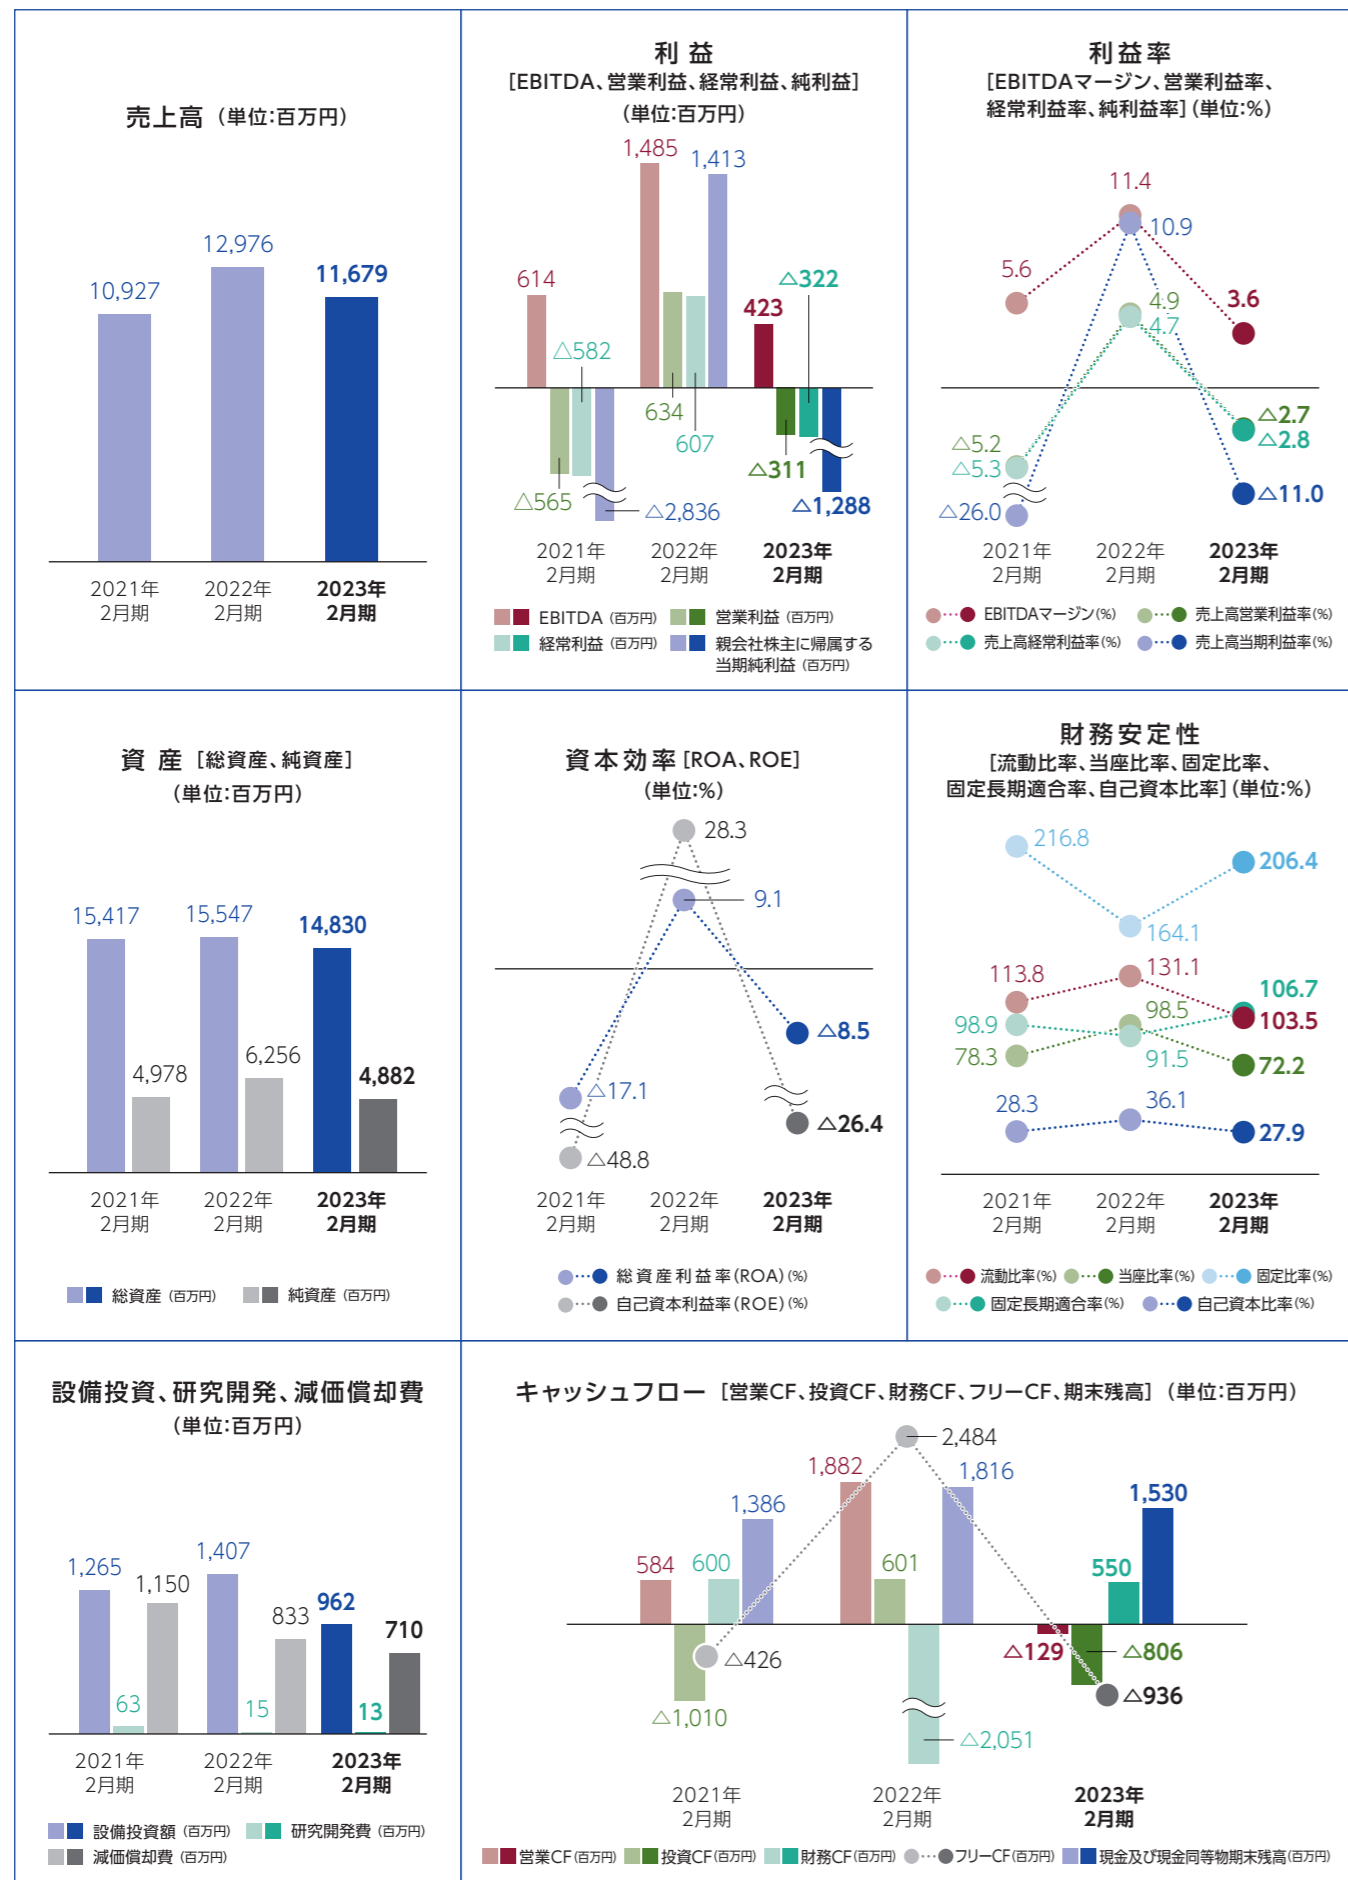 売上高 (単位:百万円)
10,927
12,976
11,679
2021年
2月期
2022年
2月期
2023年
2月期
利益
[EBITDA、営業利益、経常利益、純利益]
(単位:百万円)
1,485
1,413
614
△582
423
△322
634
607
△565
△2,836
△311
△1,288
2021年
2月期
2022年
2月期
2023年
2月期
EBITDA (百万円)
営業利益 (百万円)
経常利益 (百万円)
親会社株主に帰属する
当期純利益 (百万円)
利益率
[EBITDAマージン、営業利益率、
経常利益率、純利益率] (単位:%)
11.4
10.9
5.6
4.9
4.7
3.6
△5.2
△5.3
△26.0
△2.7
△2.8
△11.0
2021年
2月期
2022年
2月期
2023年
2月期
EBITDAマージン(%)
売上高営業利益率(%)
売上高経常利益率(%)
売上高当期利益率(%)
資産 [総資産、純資産]
(単位:百万円)
15,417
15,547
14,830
4,978
6,256
4,882
2021年
2月期
2022年
2月期
2023年
2月期
総資産 (百万円)
純資産 (百万円)
資本効率 [ROA、ROE]
(単位:%)
28.3
9.1
△8.5
△17.1
△26.4
△48.8
2021年
2月期
2022年
2月期
2023年
2月期
総資産利益率(ROA)(%)
自己資本利益率(ROE)(%)
財務安定性
[流動比率、当座比率、固定比率、
固定長期適合率、自己資本比率] (単位:%)
216.8
206.4
164.1
113.8
131.1
106.7
103.5
98.9
98.5
78.3
91.5
72.2
28.3
36.1
27.9
2021年
2月期
2022年
2月期
2023年
2月期
流動比率(%)
当座比率(%)
固定比率(%)
固定長期適合率(%)
自己資本比率(%)
設備投資、研究開発、減価償却費
(単位:百万円)
1,265
1,407
1,150
962
833
710
63
15
13
2021年
2月期
2022年
2月期
2023年
2月期
設備投資額 (百万円)
研究開発費 (百万円)
減価償却費 (百万円)
キャッシュフロー [営業CF、投資CF、財務CF、フリーCF、期末残高] (単位:百万円)
2,484
1,882
1,816
1,386
1,530
584
600
601
550
△426
△129
△806
△936
△1,010
△2,051
2021年
2月期
2022年
2月期
2023年
2月期
営業CF(百万円)
投資CF(百万円)
財務CF(百万円)
フリーCF(百万円)
現金及び現金同等物期末残高(百万円)